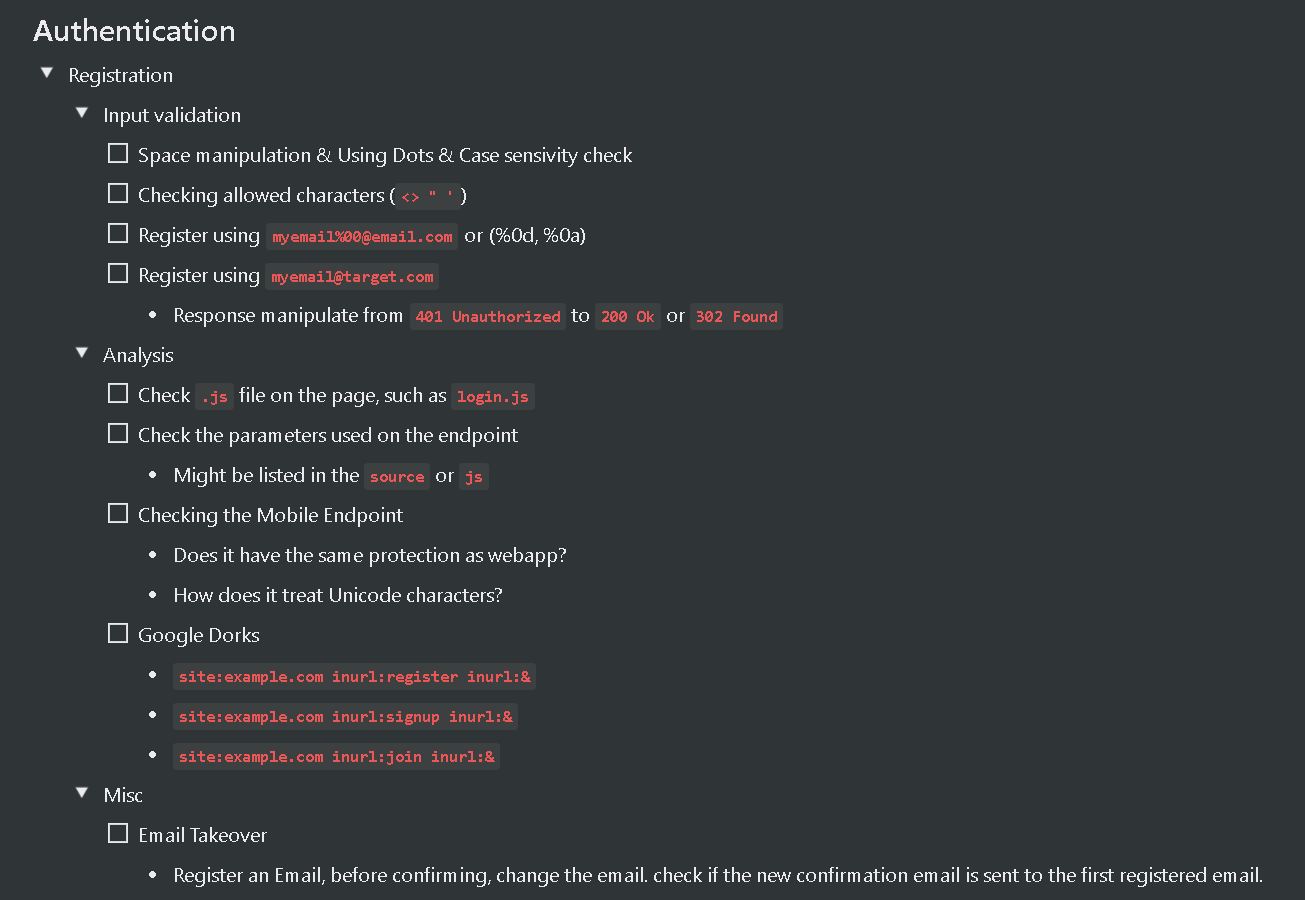 Authentication
Registration
Input validation
Space manipulation & Using Dots & Case sensivity check
Checking allowed characters ( <> " ' )
Register using myemail%00@email.com or (%0d, %0a)
Register using myemail@target.com
Response manipulate from 401 Unauthorized to 200 Ok or 302 Found
Analysis
Check .js file on the page, such as login.js
Check the parameters used on the endpoint
Might be listed in the source or js
Checking the Mobile Endpoint
Does it have the same protection as webapp?
How does it treat Unicode characters?
Google Dorks
site:example.com inurl:register inurl:&
site:example.com inurl:signup inurl:&
site:example.com inurl:join inurl:&
Misc
Email Takeover
Register an Email, before confirming, change the email. check if the new confirmation email is sent to the first registered email.